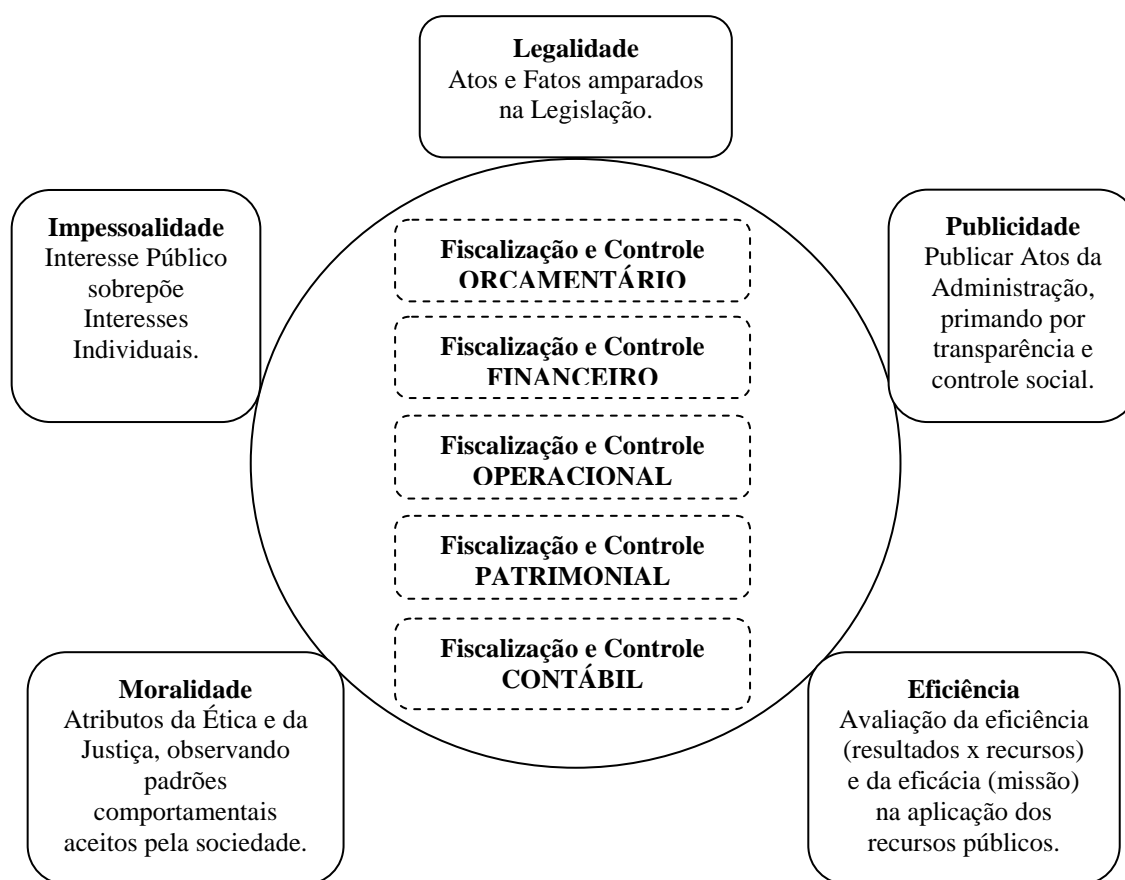 Legalidade
Atos e Fatos amparados
na Legislação.
Impessoalidade
Interesse Público
sobrepõe
Interesses
Individuais.
Publicidade
Publicar Atos da
Administração,
primando por
transparência e
controle social.
Fiscalização e Controle
ORCAMENTÁRIO
Fiscalização e Controle
FINANCEIRO
Fiscalização e Controle
OPERACIONAL
Fiscalização e Controle
PATRIMONIAL
Fiscalização e Controle
CONTÁBIL
Moralidade
Atributos da Ética e da
Justiça, observando
padrões
comportamentais
aceitos pela sociedade.
Eficiência
Avaliação da eficiência
(resultados x recursos)
e da eficácia (missão)
na aplicação dos
recursos públicos.